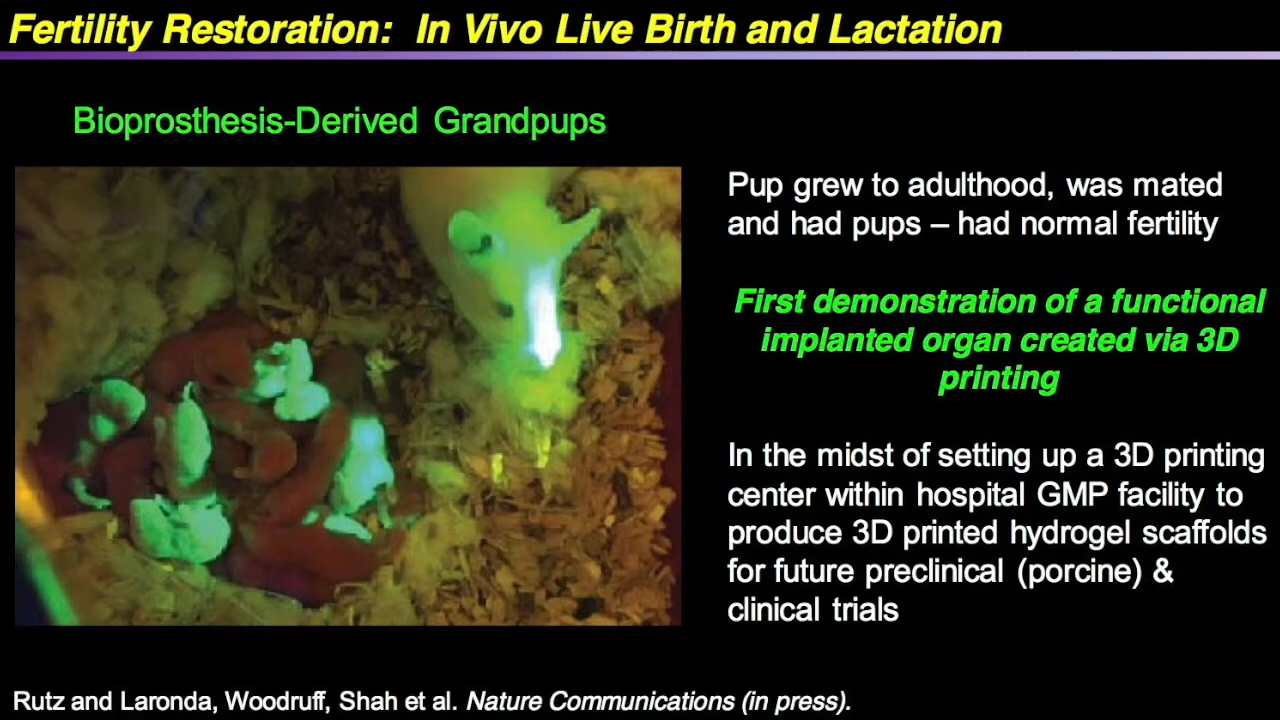 Fertility Restoration: In Vivo Live Birth and Lactation
Bioprosthesis-Derived Grandpups
Pup grew to adulthood, was mated
and had pups – had normal fertility
First demonstration of a functional
implanted organ created via 3D
printing
In the midst of setting up a 3D printing
center within hospital GMP facility to
produce 3D printed hydrogel scaffolds
for future preclinical (porcine) &
clinical trials
Rutz and Laronda, Woodruff, Shah et al. Nature Communications (in press).